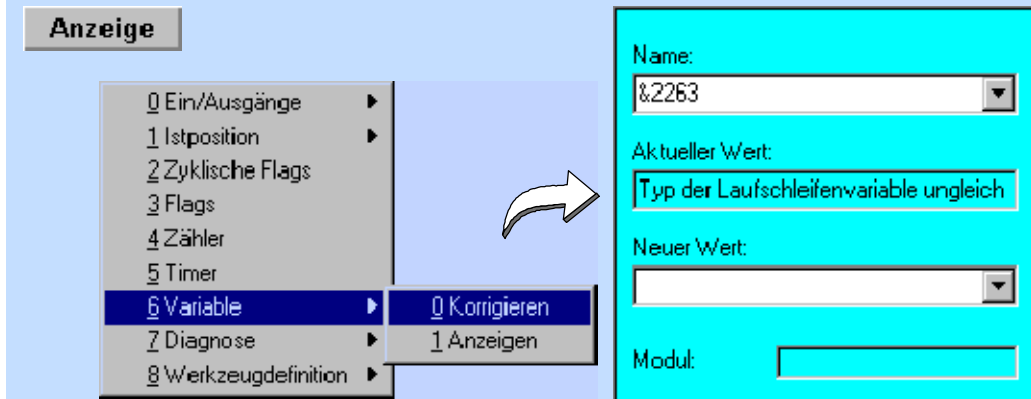 Anzeige
0 Ein/Ausgänge
1 Istposition
2 Zyklische Flags
3 Flags
4 Zähler
5 Timer
6 Variable
7 Diagnose
8 Werkzeugdefinition
0 Korrigieren
1 Anzeigen
Name:
&2263
Aktueller Wert:
Typ der Laufschleifenvariable ungleich
Neuer Wert:
Modul: